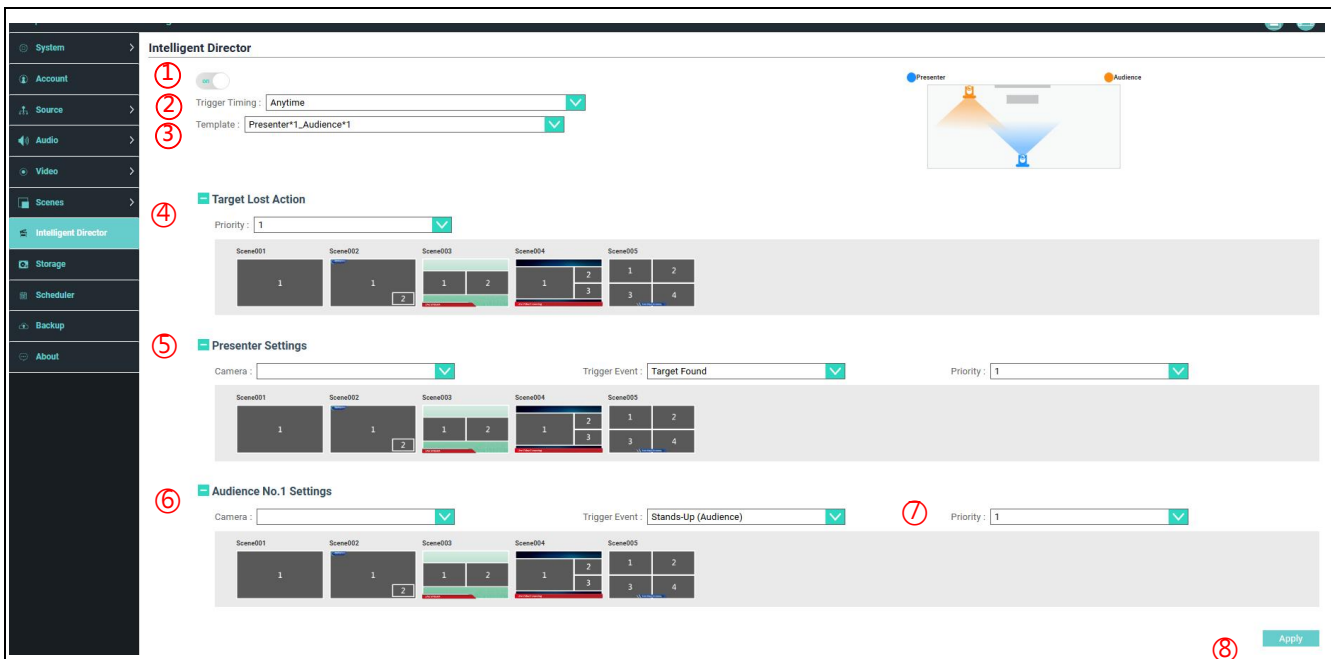 System
Account
Source
Audio
Video
Scenes
Intelligent Director
Storage
Scheduler
Backup
About
Intelligent Director
1
on
2 Trigger Timing : Anytime
3 Template : Presenter*1_Audience*1
Presenter Audience
4 Target Lost Action
Priority : 1
Scene001 Scene002 Scene003 Scene004 Scene005
1 1 2 1 2 1 2 3 1 2 3 4
5 Presenter Settings
Camera : Trigger Event : Target Found Priority : 1
Scene001 Scene002 Scene003 Scene004 Scene005
1 1 2 1 2 1 2 3 1 2 3 4
6 Audience No.1 Settings
Camera : Trigger Event : Stands-Up (Audience) 7 Priority : 1
Scene001 Scene002 Scene003 Scene004 Scene005
1 1 2 1 2 1 2 3 1 2 3 4
8 Apply